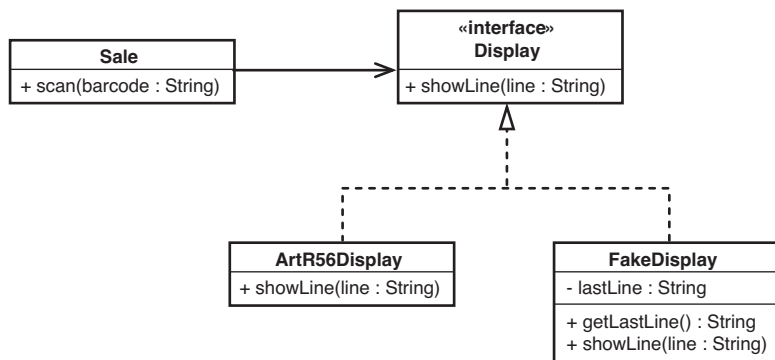 Sale
+ scan(barcode : String)
«interface»
Display
+ showLine(line : String)
ArtR56Display
+ showLine(line : String)
FakeDisplay
- lastLine : String
+ getLastLine() : String
+ showLine(line : String)